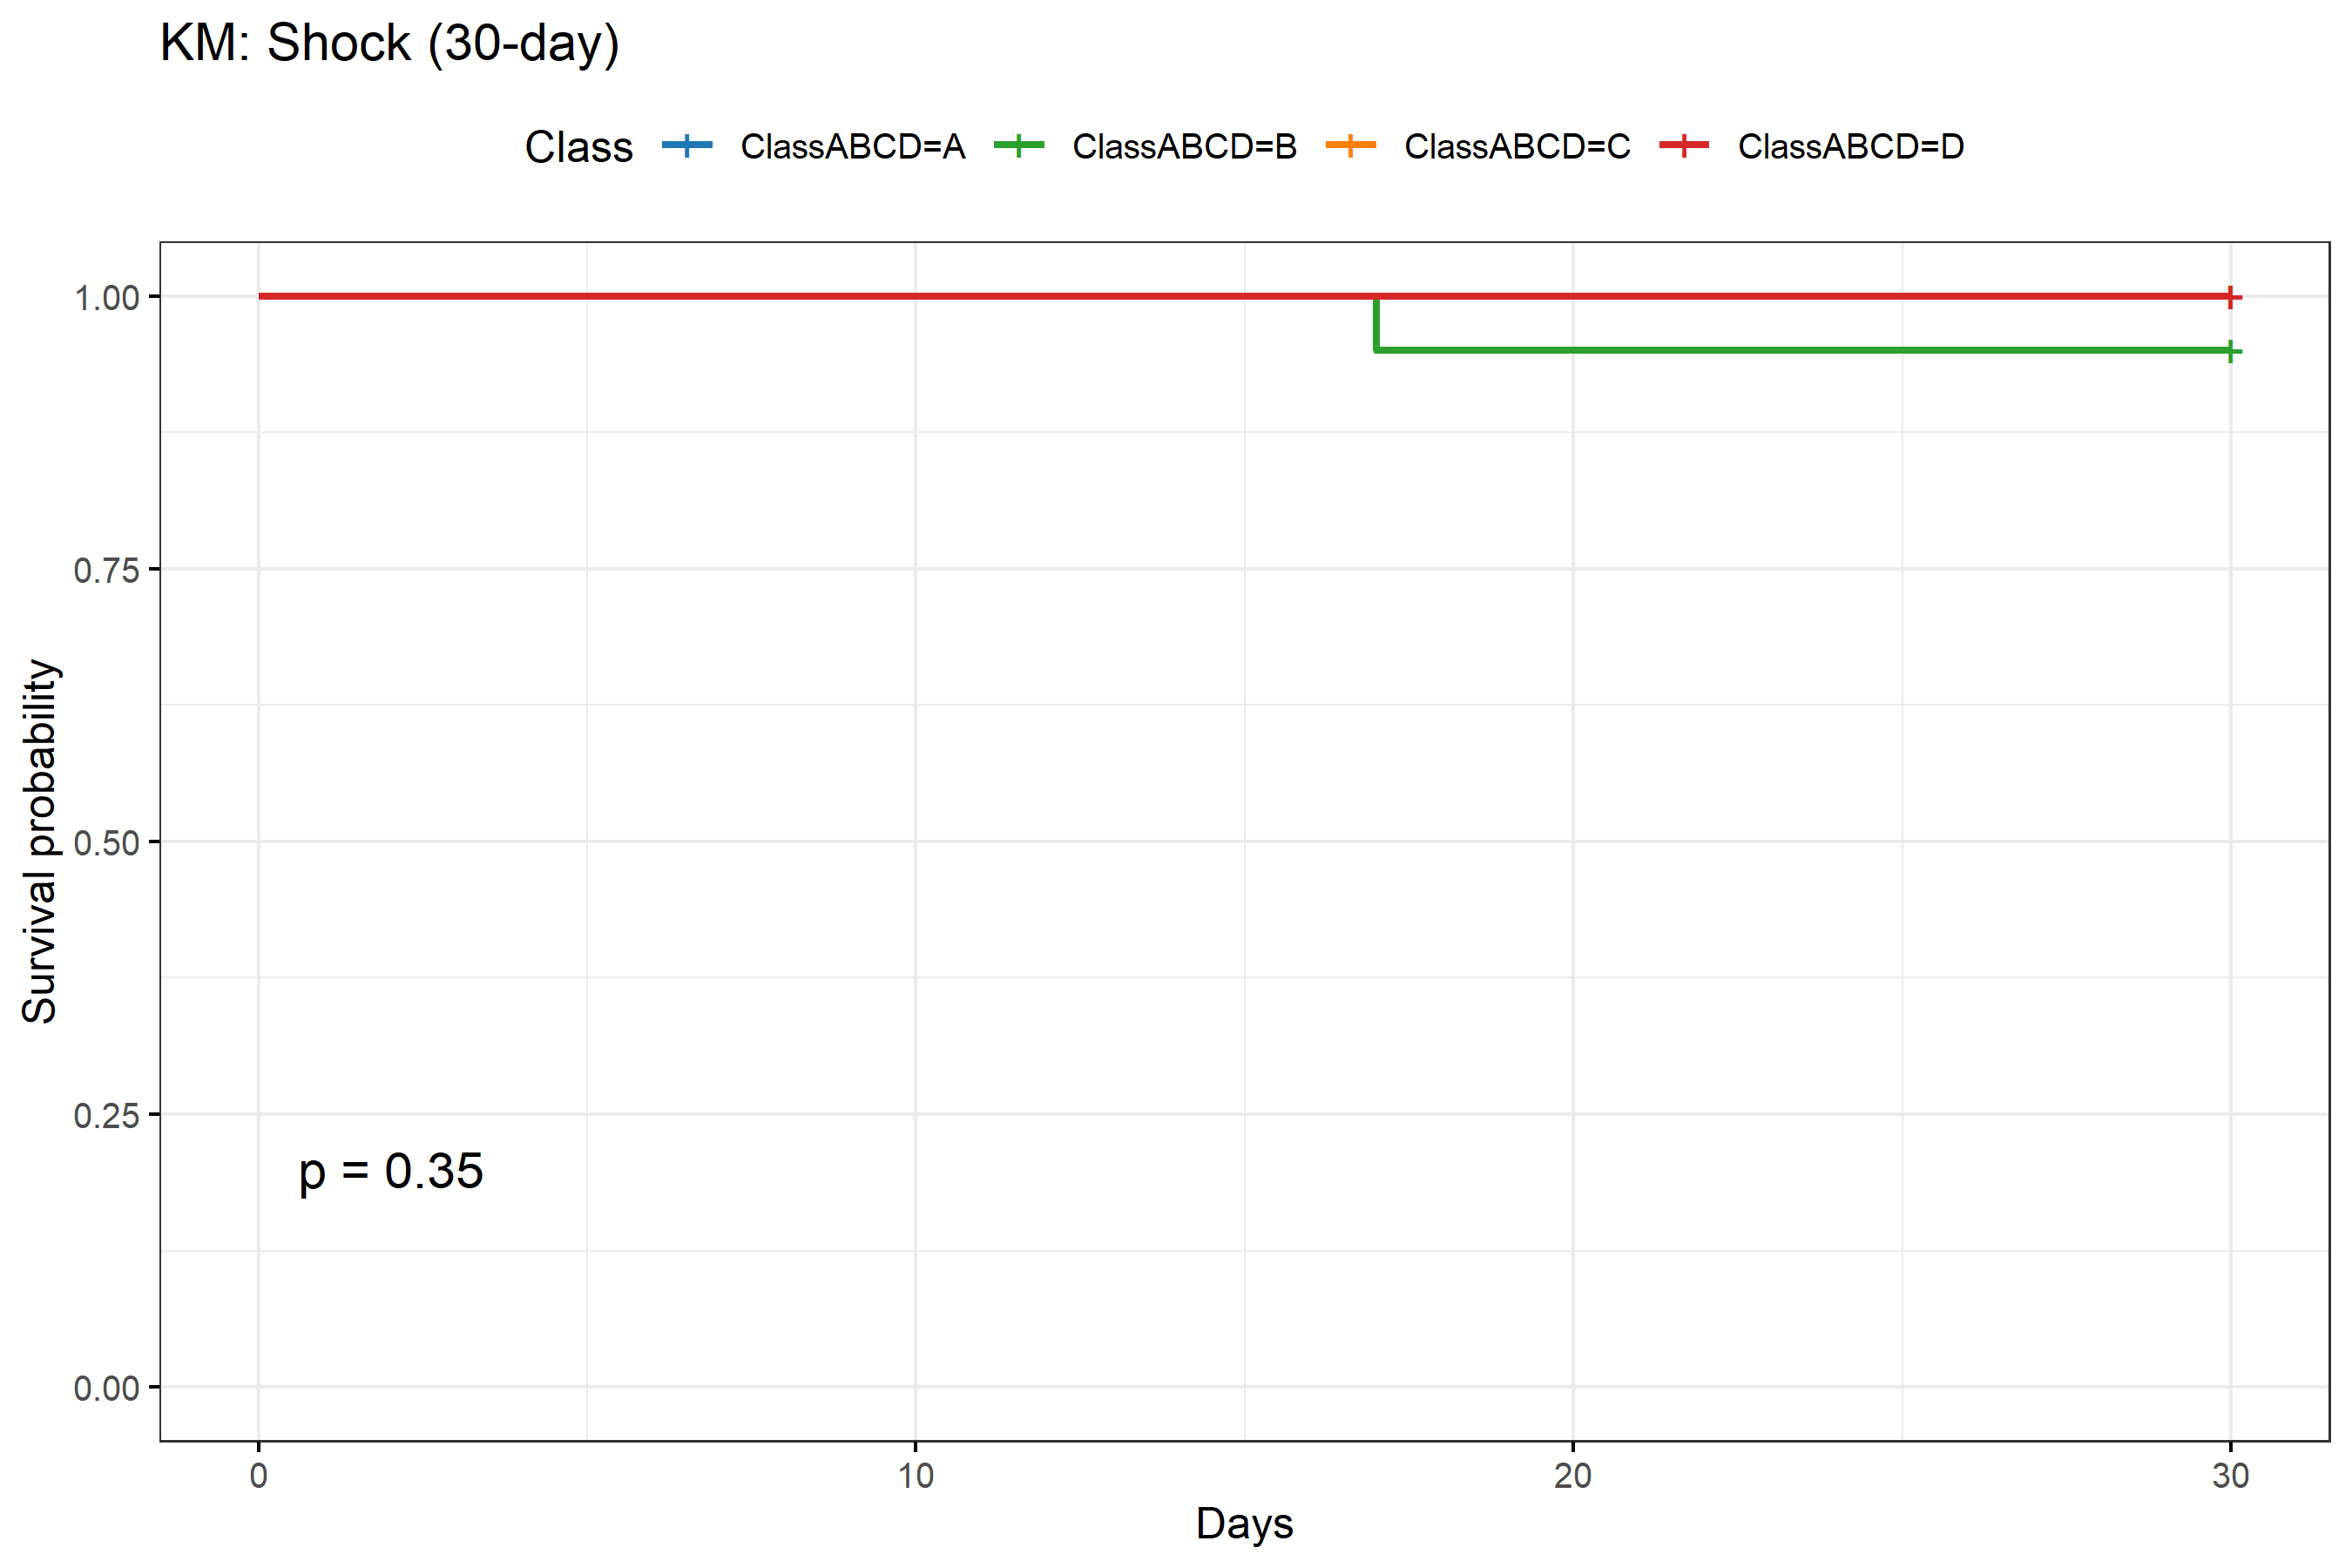 KM: Shock (30-day)
Class ClassABCD=A ClassABCD=B ClassABCD=C ClassABCD=D
Survival probability
1.00
0.75
0.50
0.25
0.00
p = 0.35
0 10 20 30
Days